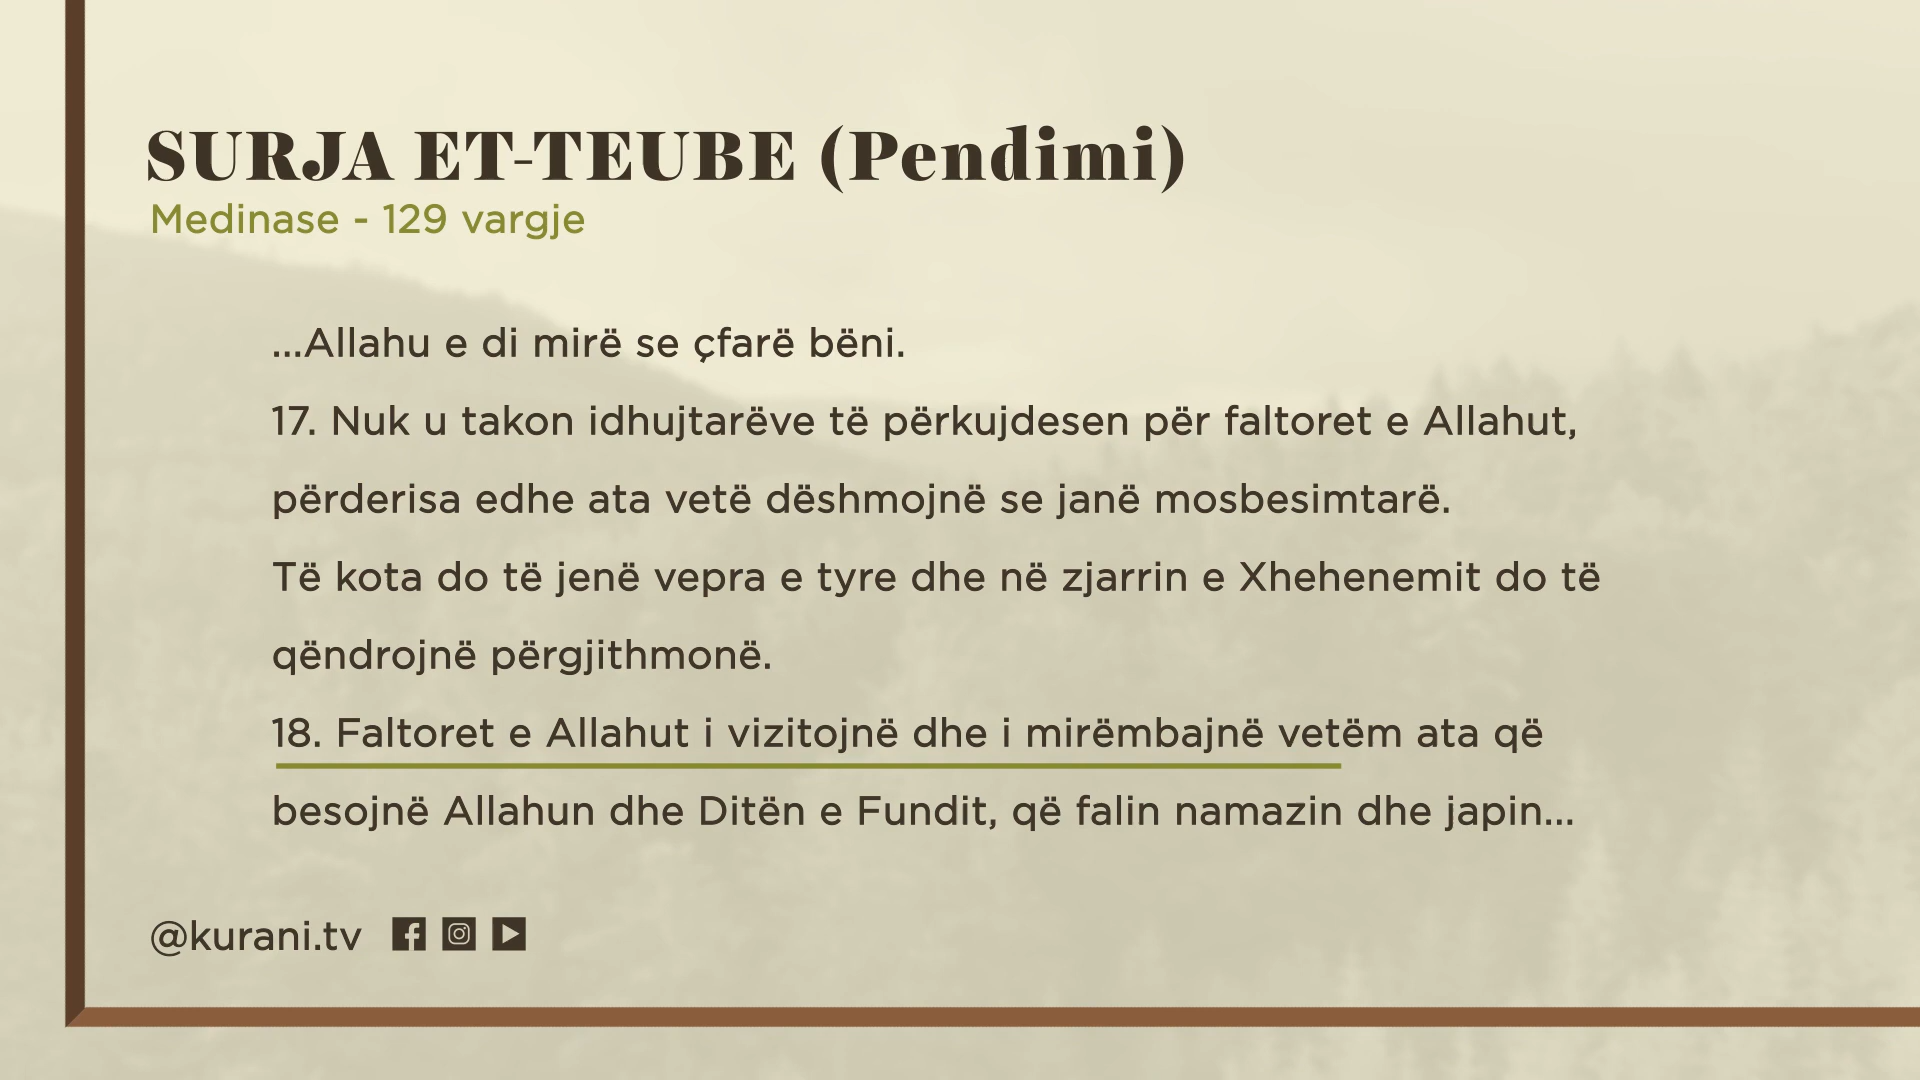 SURJA ET-TEUBE (Pendimi)
Medinase - 129 vargje
...Allahu e di mirë se çfarë bëni.
17. Nuk u takon idhujtarëve të përkujdesen për faltoret e Allahut,
përderisa edhe ata vetë dëshmojnë se janë mosbesimtarë.
Të kota do të jenë vepra e tyre dhe në zjarrin e Xhehenemit do të
qëndrojnë përgjithmonë.
18. Faltoret e Allahut i vizitojnë dhe i mirëmbajnë vetëm ata që
besojnë Allahun dhe Ditën e Fundit, që falin namazin dhe japin...
@kurani.tv